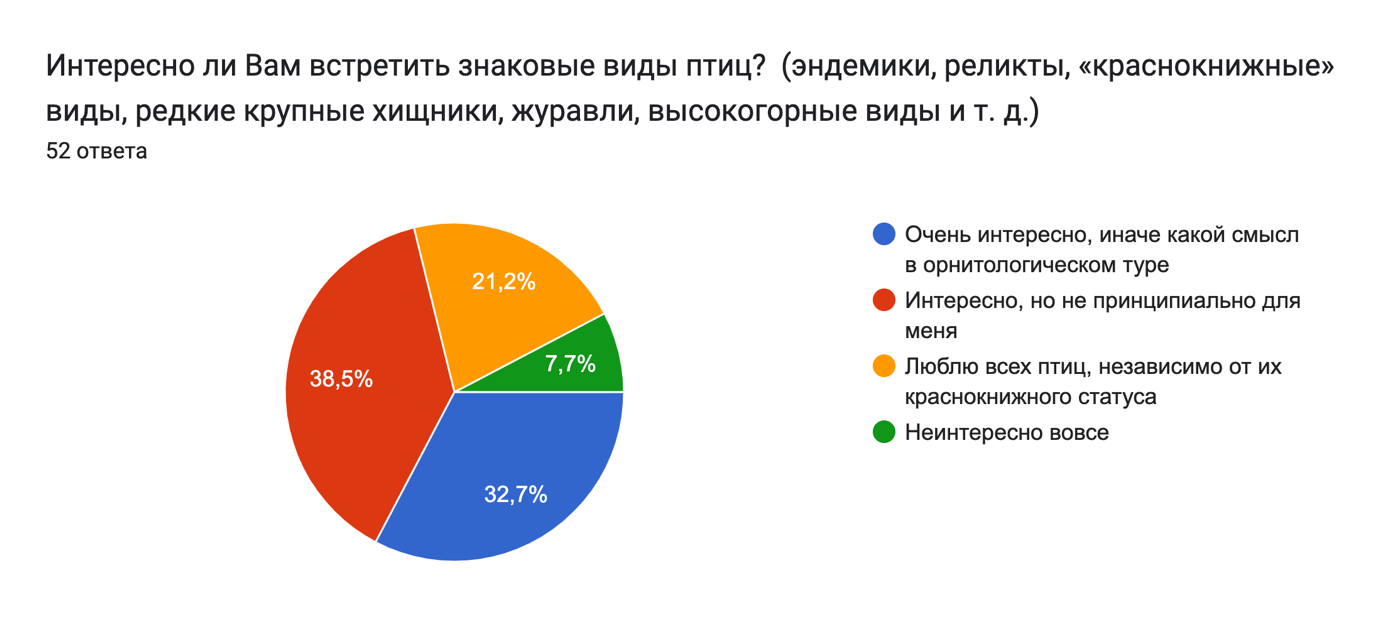 Интересно ли Вам встретить знаковые виды птиц?  (эндемики, реликты, «краснокнижные»
виды, редкие крупные хищники, журавли, высокогорные виды и т. д.)
52 ответа
21,2%
7,7%
38,5%
32,7%
Очень интересно, иначе какой смысл
в орнитологическом туре
Интересно, но не принципиально для
меня
Люблю всех птиц, независимо от их
краснокнижного статуса
Неинтересно вовсе